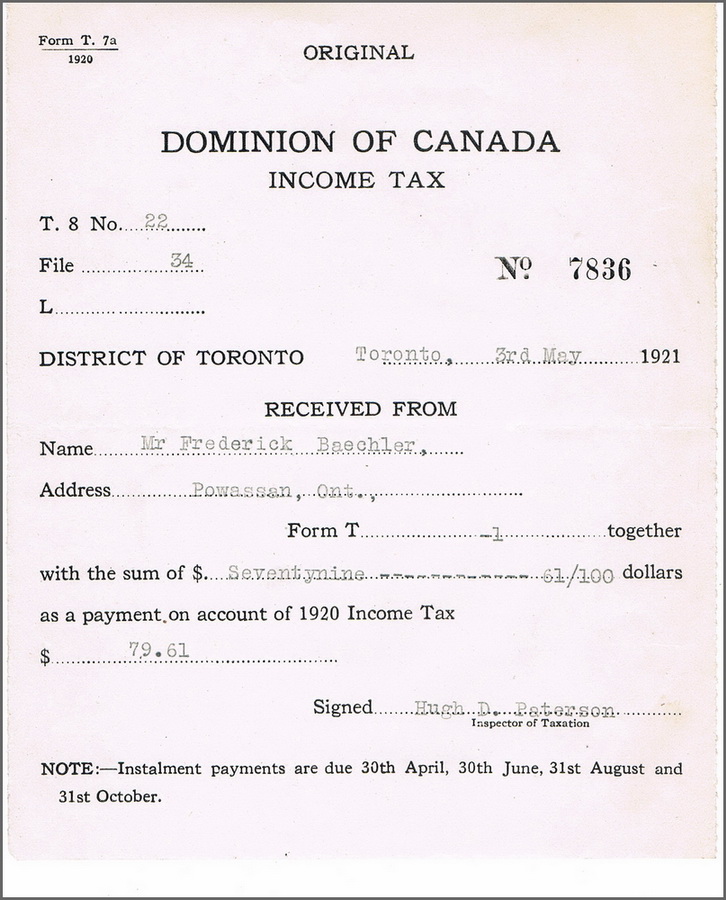 Form T. 7a
1920
ORIGINAL
DOMINION OF CANADA
INCOME TAX
T. 8 No....22.......
File ................34..
Nº 7836
L...............................
DISTRICT OF TORONTO Toronto, 3rd May 1921
RECEIVED FROM
Name Mr Frederick Baechler,
Address Powassan, Ont.,
Form T -1 together
with the sum of $. Seventynine ------------- 61/100 dollars
as a payment on account of 1920 Income Tax
$ 79.61
Signed Hugh D. Paterson
Inspector of Taxation
NOTE:—Instalment payments are due 30th April, 30th June, 31st August and
31st October.